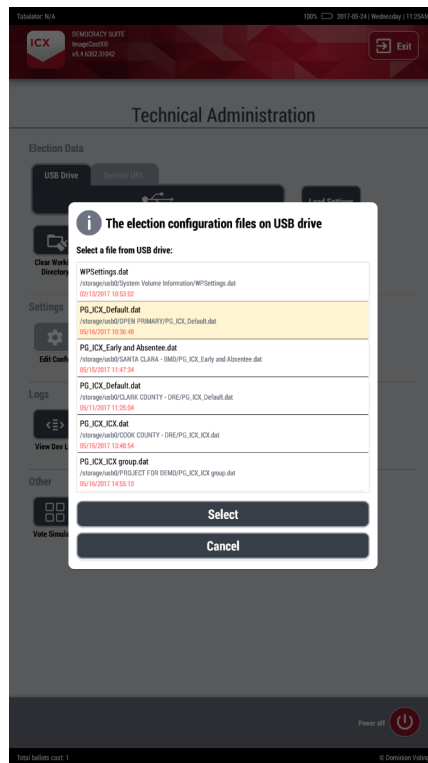 Tabulator: N/A
100% 2017-05-24 | Wednesday | 11:25AM
ICX
DEMOCRACY SUITE
ImageCastX®
v5.4.6362.31042
Exit
Technical Administration
Election Data
USB Drive
Service URL
Load Settings
i
The election configuration files on USB drive
Select a file from USB drive:
WPSettings.dat
/storage/usb0/System Volume Information/WPSettings.dat
02/13/2017 10:53:02
PG_ICX_Default.dat
/storage/usb0/OPEN PRIMARY/PG_ICX_Default.dat
05/16/2017 10:36:48
PG_ICX_Early and Absentee.dat
/storage/usb0/SANTA CLARA - BMD/PG_ICX_Early and Absentee.dat
05/15/2017 11:47:34
PG_ICX_Default.dat
/storage/usb0/CLARK COUNTY - DRE/PG_ICX_Default.dat
05/11/2017 11:25:04
PG_ICX_ICX.dat
/storage/usb0/COOK COUNTY - DRE/PG_ICX_ICX.dat
05/15/2017 13:48:54
PG_ICX_ICX group.dat
/storage/usb0/PROJECT FOR DEMO/PG_ICX_ICX group.dat
05/16/2017 14:55:10
Select
Cancel
Clear Worki
Directory
Settings
Edit Confi
Logs
View Dev L
Other
Vote Simula
Power off
Total ballots cast: 1
© Dominion Voting